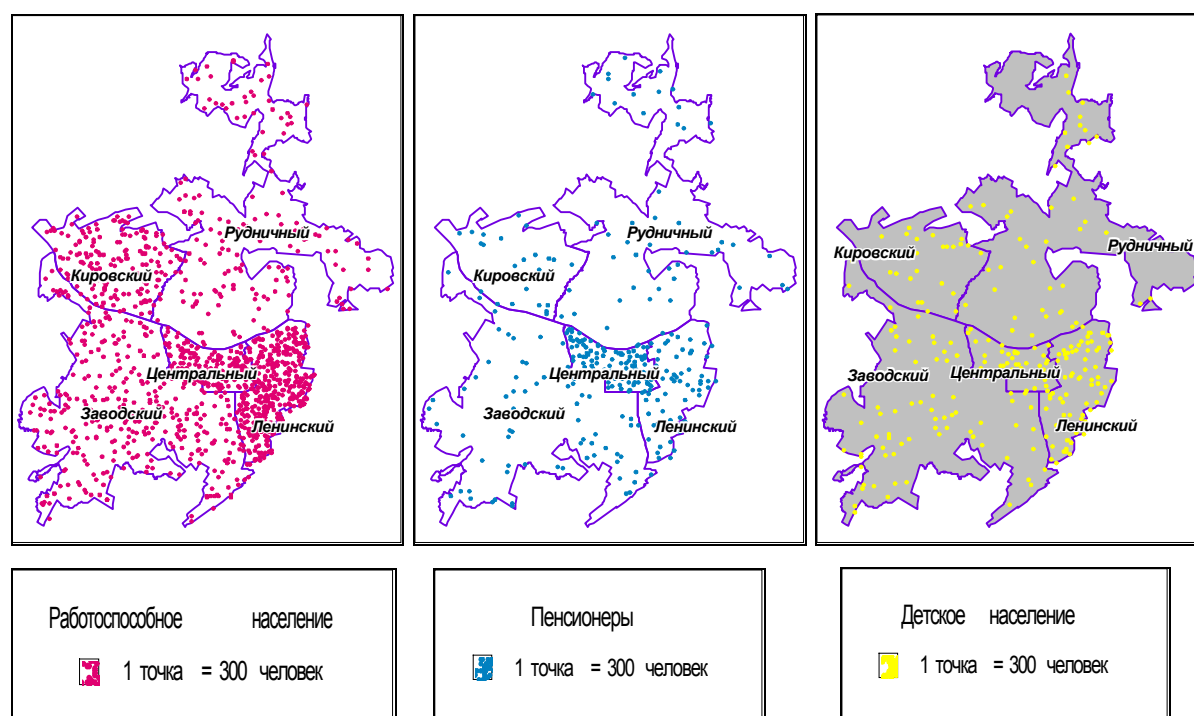 Рудничный
Кировский
Центральный
Заводский
Ленинский
Рудничный
Кировский
Центральный
Заводский
Ленинский
Рудничный
Кировский
Центральный
Заводский
Ленинский
Работоспособное население
1 точка = 300 человек
Пенсионеры
1 точка = 300 человек
Детское население
1 точка = 300 человек